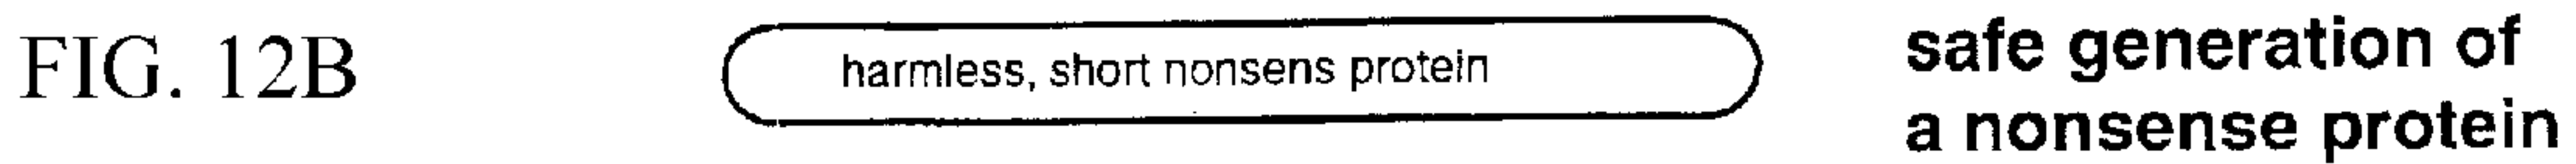 FIG. 12B
harmless, short nonsens protein
safe generation of
a nonsense protein